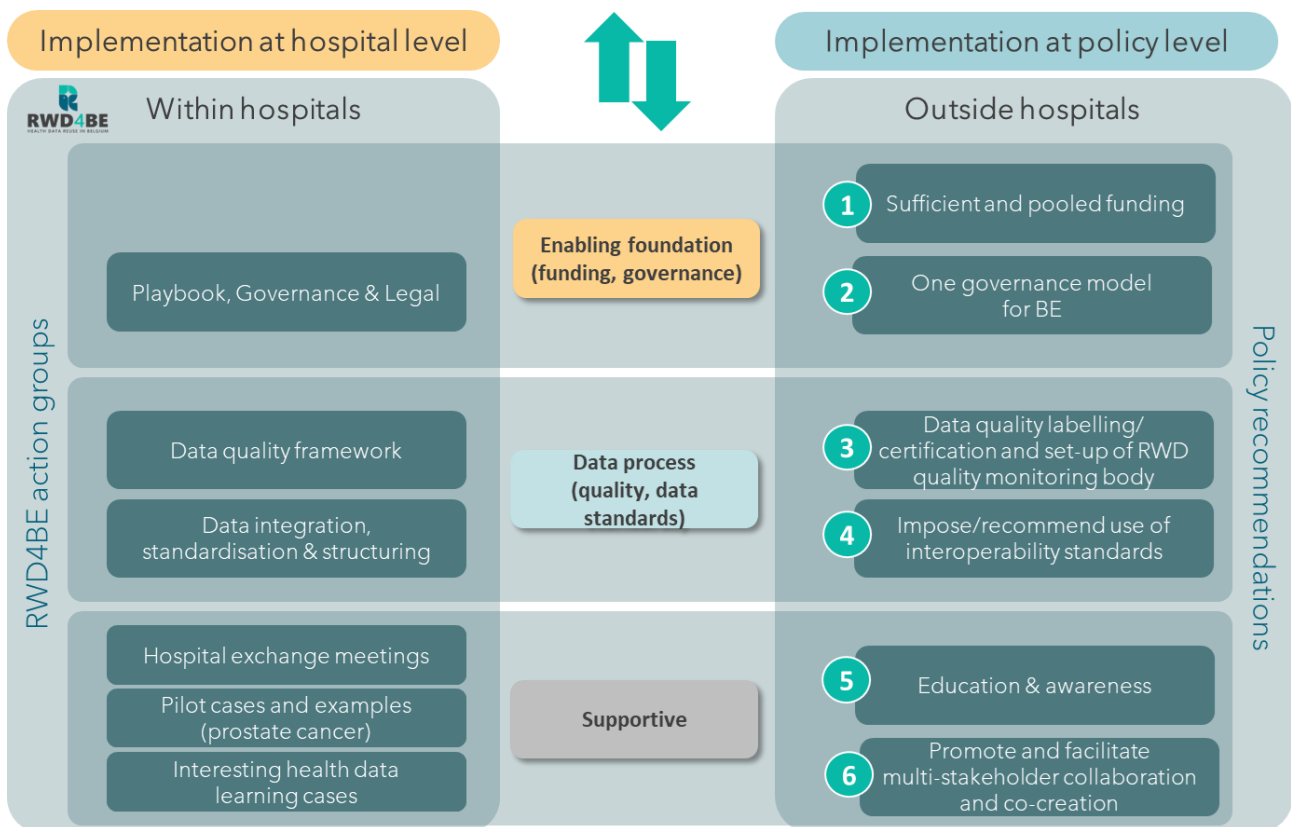 Implementation at hospital level
Implementation at policy level
RWD4BE
HEALTH DATA REUSE IN BELGIUM
Within hospitals
Outside hospitals
RWD4BE action groups
Playbook, Governance & Legal
Enabling foundation
(funding, governance)
1
Sufficient and pooled funding
2
One governance model
for BE
Data quality framework
Data integration,
standardisation & structuring
Data process
(quality, data
standards)
3
Data quality labelling/
certification and set-up of RWD
quality monitoring body
4
Impose/recommend use of
interoperability standards
Hospital exchange meetings
Pilot cases and examples
(prostate cancer)
Interesting health data
learning cases
Supportive
5
Education & awareness
6
Promote and facilitate
multi-stakeholder collaboration
and co-creation
Policy recommendations